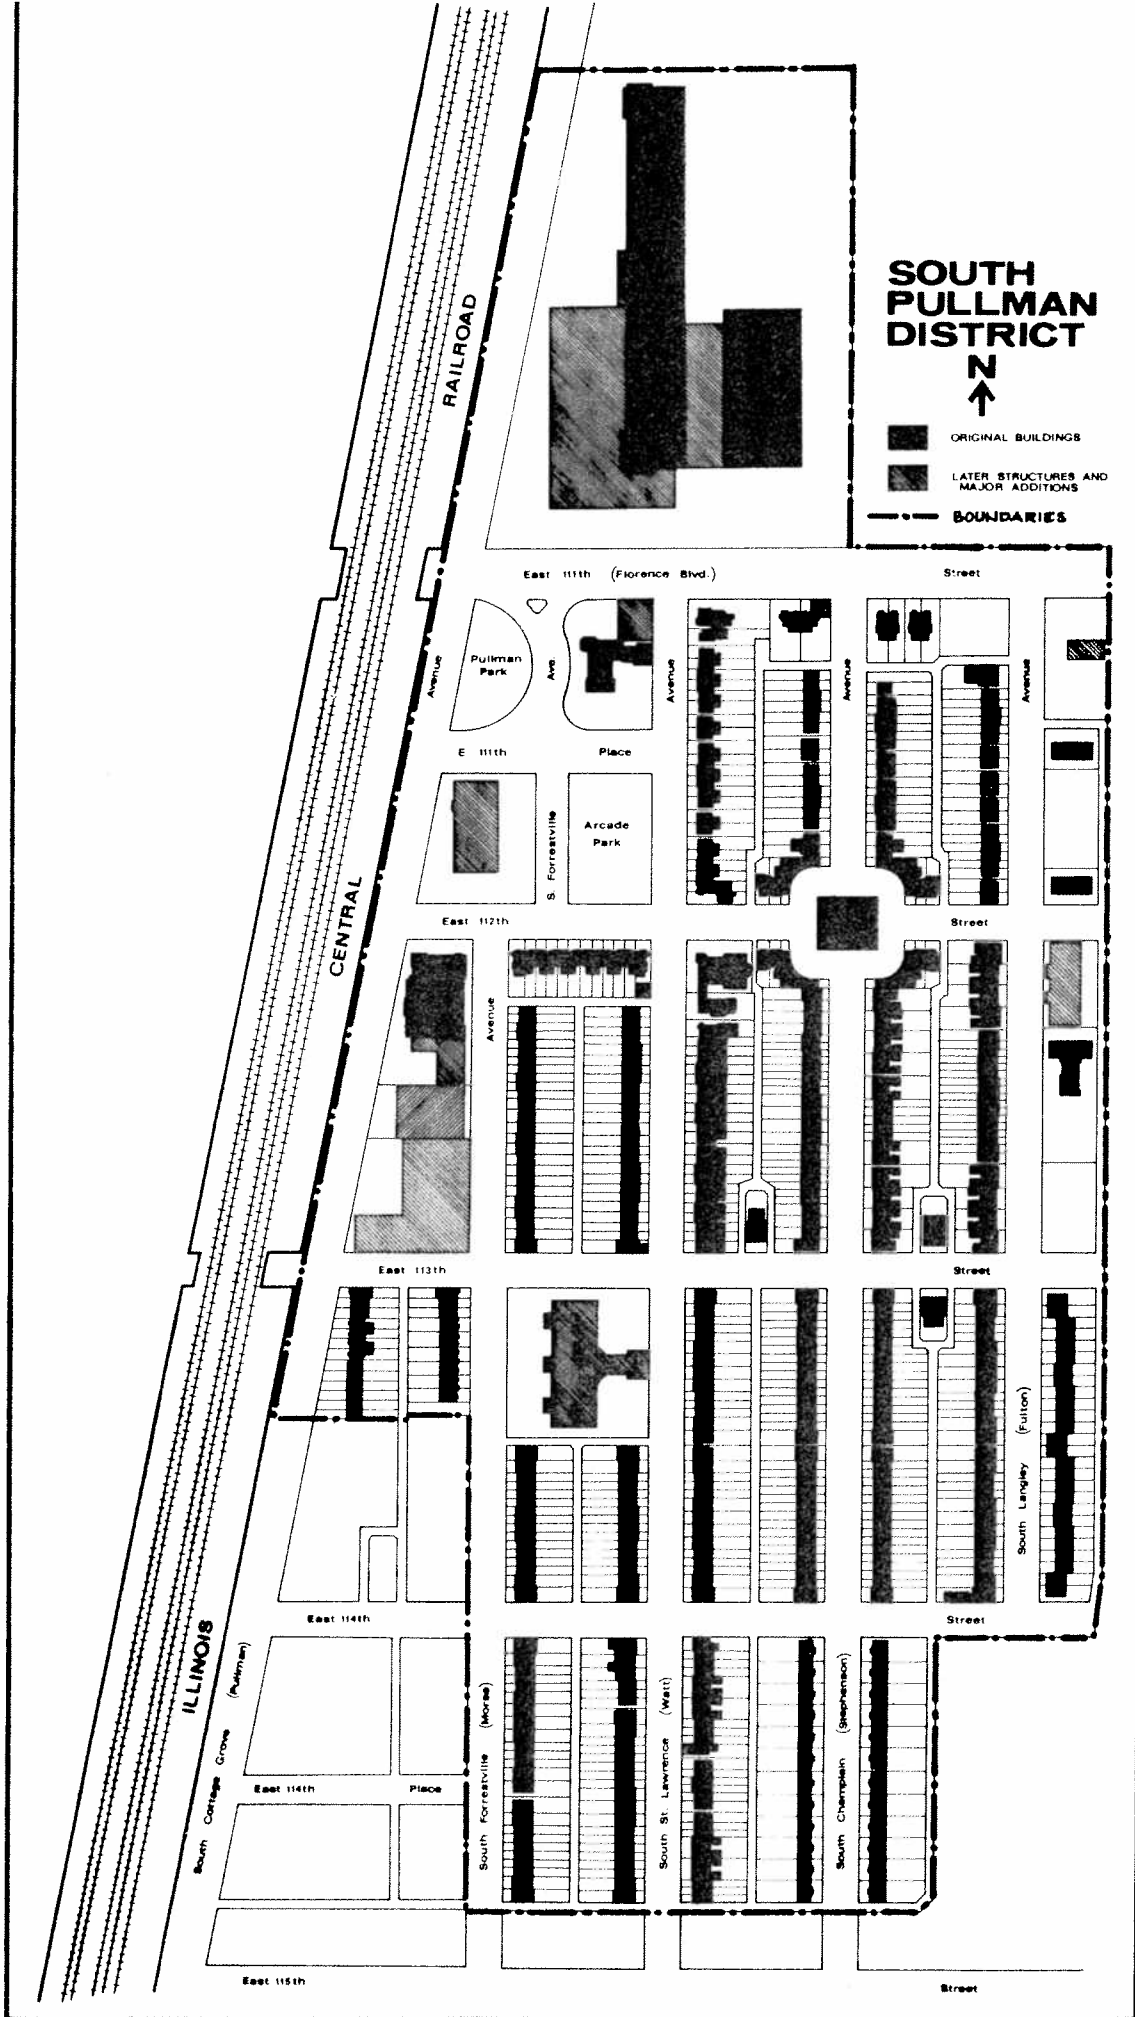 SOUTH
PULLMAN
DISTRICT
N
ORIGINAL BUILDINGS
LATER STRUCTURES AND
MAJOR ADDITIONS
BOUNDARIES
RAILROAD
CENTRAL
ILLINOIS
East 111th (Florence Blvd.)
Street
Pullman
Park
Avenue
Ave.
Avenue
Avenue
Avenue
E 111th
Place
Arcade
Park
S. Forrestville
East 112th
Street
Avenue
East 113th
Street
South Langley (Fulton)
East 114th
Street
South Cottage Grove (Pullman)
South Forrestville (Morse)
South St. Lawrence (Watt)
South Champlain (Stephenson)
East 114th
Place
East 115th
Street